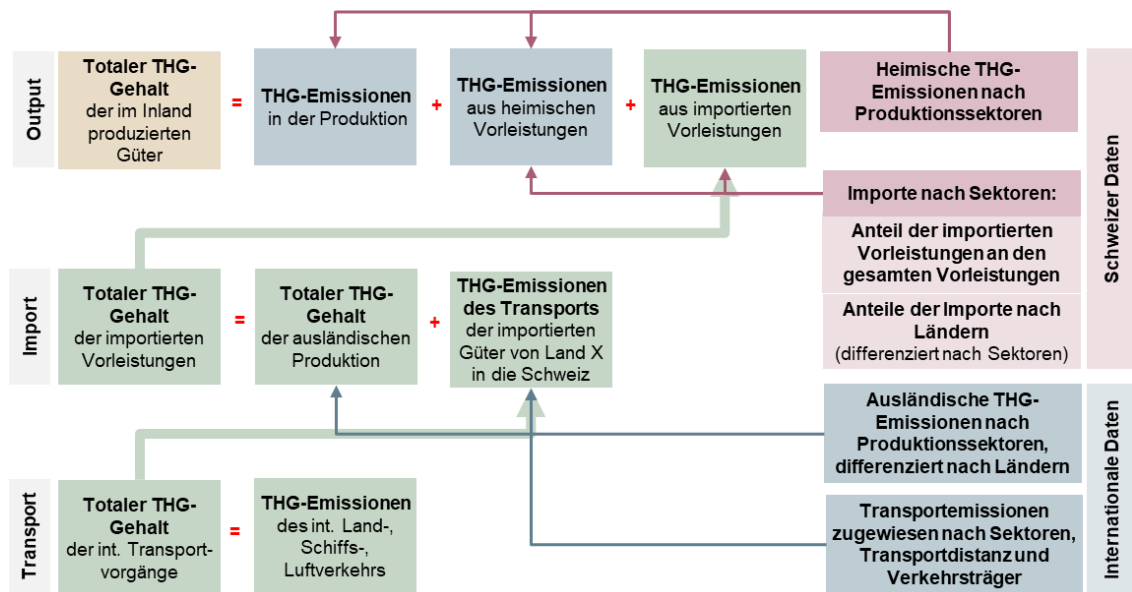 Output
Totaler THG-
Gehalt
der im Inland
produzierten
Güter
=
THG-Emissionen
in der Produktion
+
THG-Emissionen
aus heimischen
Vorleistungen
+
THG-Emissionen
aus importierten
Vorleistungen
Heimische THG-
Emissionen nach
Produktionssektoren
Schweizer Daten
Importe nach Sektoren:
Anteil der importierten
Vorleistungen an den
gesamten Vorleistungen
Anteile der Importe nach
Ländern
(differenziert nach Sektoren)
Import
Totaler THG-
Gehalt
der importierten
Vorleistungen
=
Totaler THG-
Gehalt
der ausländischen
Produktion
+
THG-Emissionen
des Transports
der importierten
Güter von Land X
in die Schweiz
Ausländische THG-
Emissionen nach
Produktionssektoren,
differenziert nach Ländern
Internationale Daten
Transport
Totaler THG-
Gehalt
der int. Transport-
vorgänge
=
THG-Emissionen
des int. Land-,
Schiffs-,
Luftverkehrs
Transportemissionen
zugewiesen nach Sektoren,
Transportdistanz und
Verkehrsträger